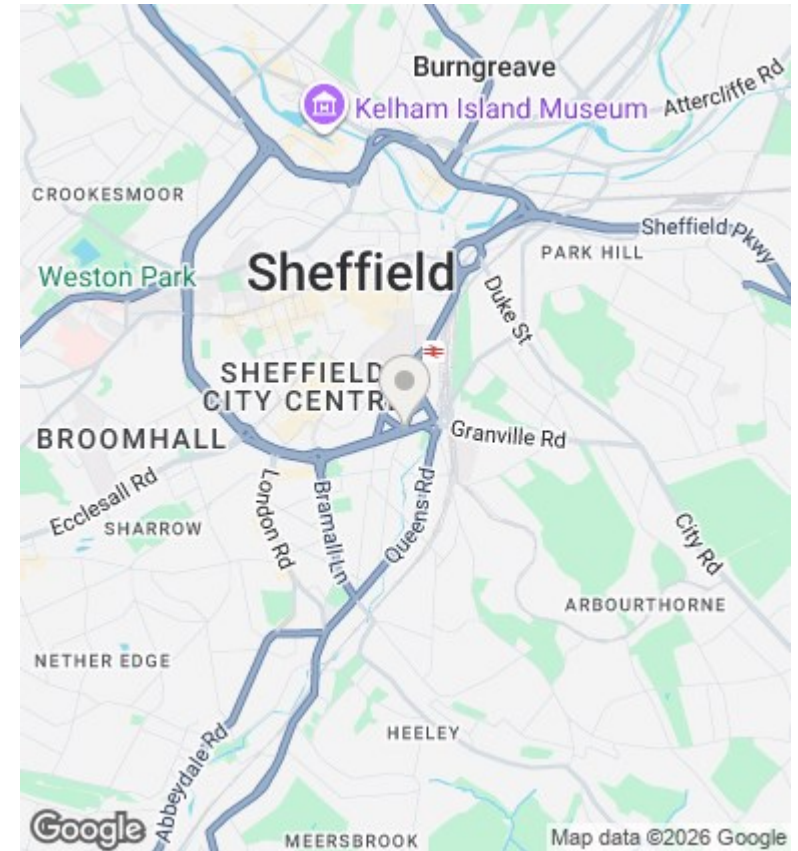 Burngreave
Kelham Island Museum
Attercliffe Rd
CROOKESMOOR
Sheffield Pkwy
PARK HILL
Weston Park
Sheffield
Duke St
SHEFFIELD
CITY CENTRE
BROOMHALL
Granville Rd
Ecclesall Rd
London Rd
Bramall Ln
Queens Rd
City Rd
SHARROW
ARBOURTHORNE
NETHER EDGE
HEELEY
Abbeydale Rd
MEERSBROOK
Google
Map data ©2026 Google